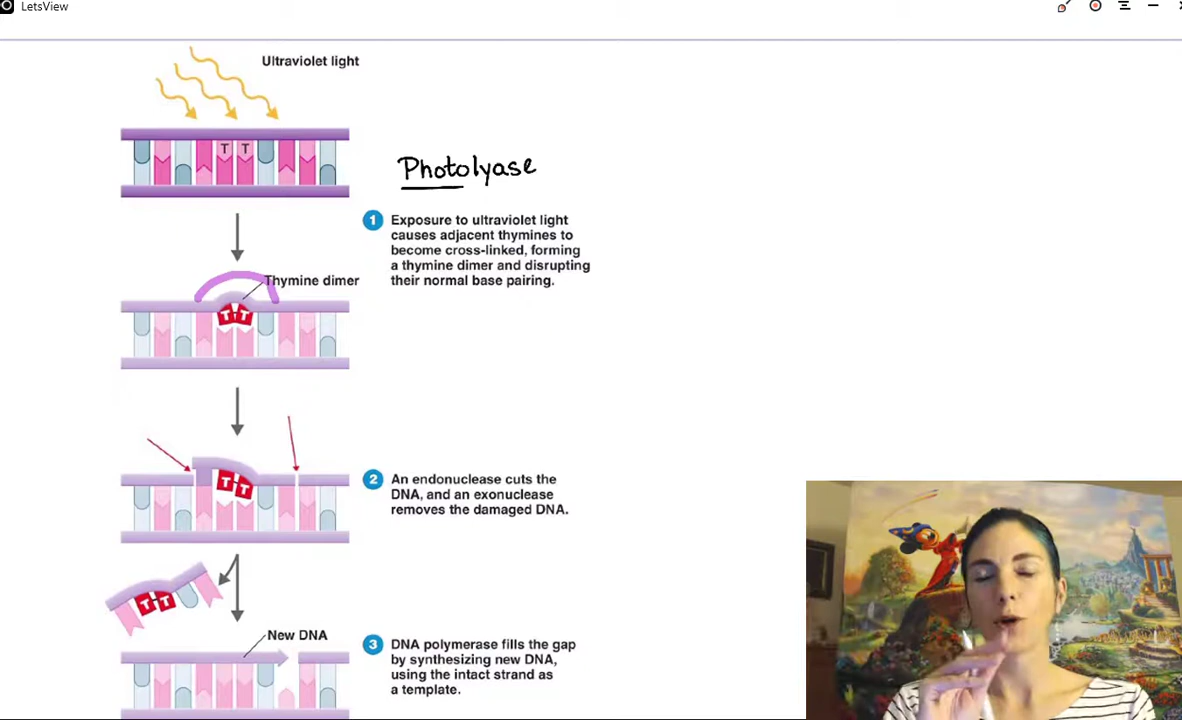 LetsView
Ultraviolet light
T T
Photolyase
1 Exposure to ultraviolet light
causes adjacent thymines to
become cross-linked, forming
a thymine dimer and disrupting
their normal base pairing.
Thymine dimer
T T
2 An endonuclease cuts the
DNA, and an exonuclease
removes the damaged DNA.
T T
T T
New DNA
3 DNA polymerase fills the gap
by synthesizing new DNA,
using the intact strand as
a template.